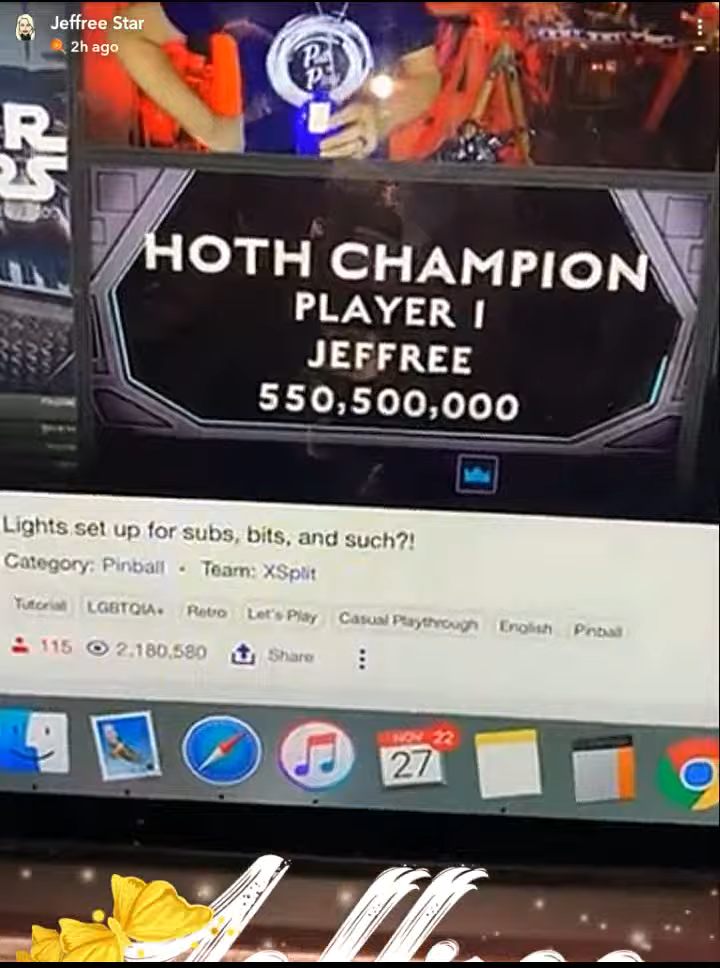 Jeffree Star
2h ago
R
RS
HOTH CHAMPION
PLAYER 1
JEFFREE
550,500,000
Lights set up for subs, bits, and such?!
Category: Pinball • Team: XSplit
Tutorial LGBTQIA+ Retro Let's Play Casual Playthrough English Pinball
115 2,180,580 Share
NOV 22
27